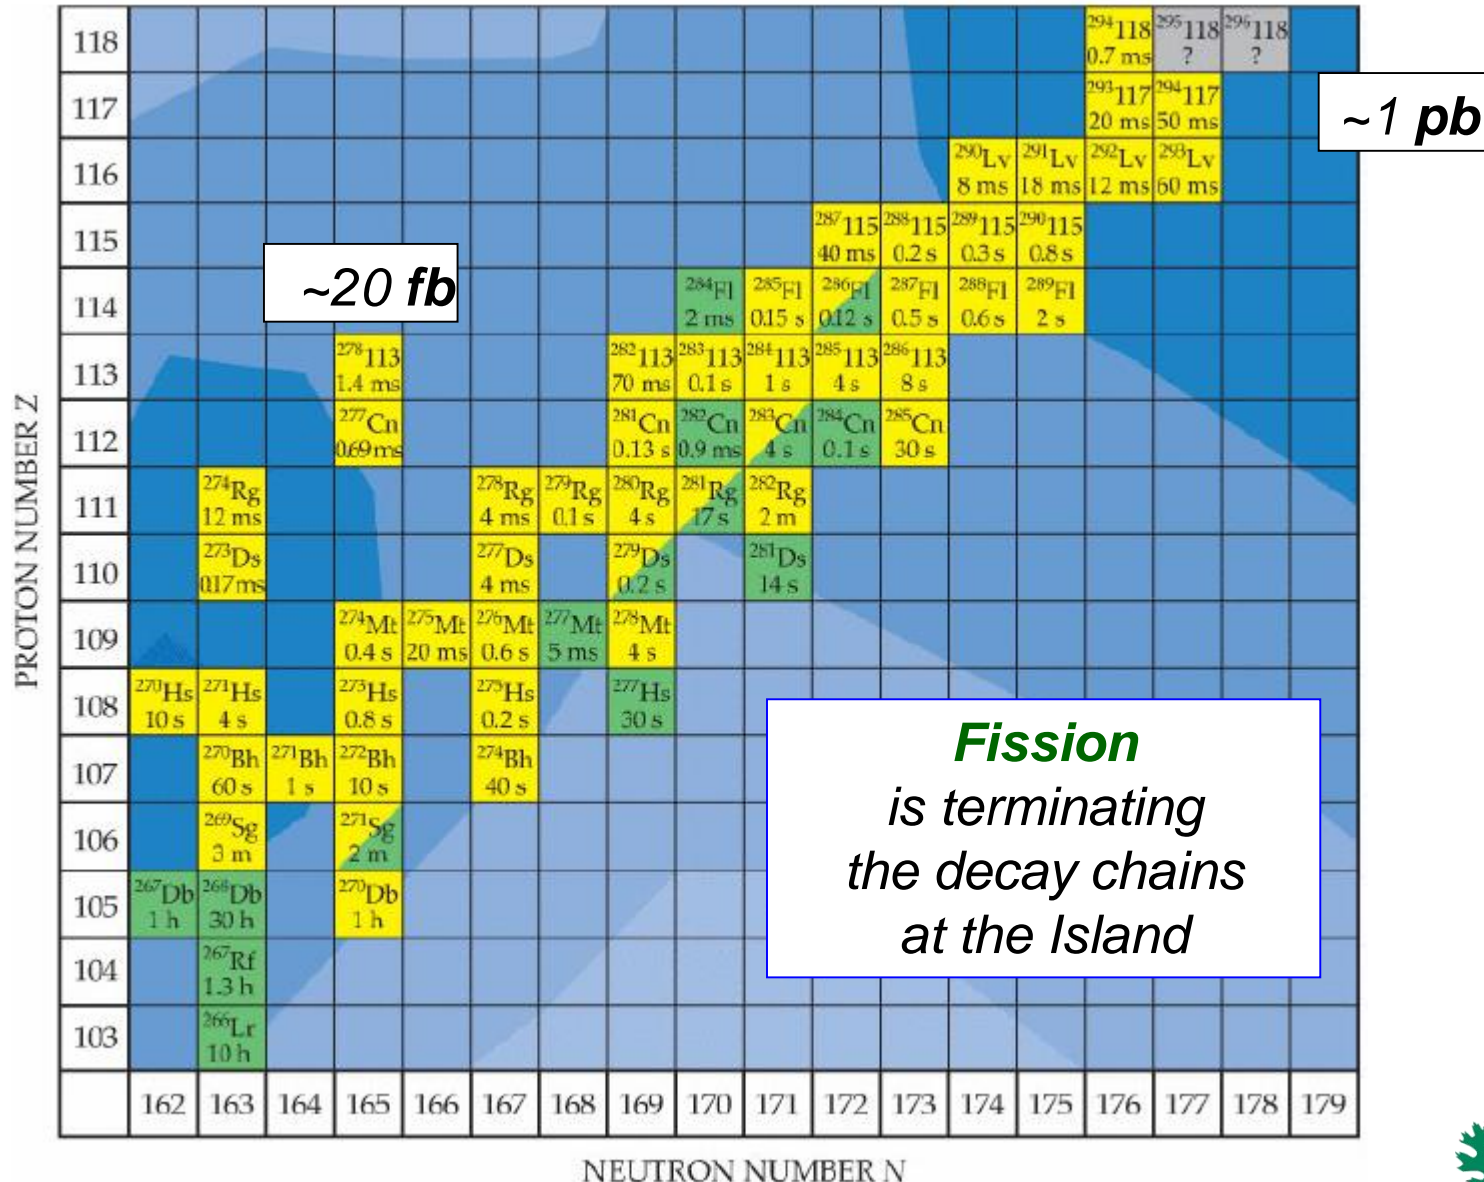 118 ²⁹⁴118 ²⁹⁵118 ²⁹⁶118
0.7 ms ? ?
117 ²⁹³117 ²⁹⁴117
20 ms 50 ms
~1 pb
116 ²⁹⁰Lv ²⁹¹Lv ²⁹²Lv ²⁹³Lv
8 ms 18 ms 12 ms 60 ms
115 ²⁸⁷115 ²⁸⁸115 ²⁸⁹115 ²⁹⁰115
40 ms 0.2 s 0.3 s 0.8 s
~20 fb
114 ²⁸⁴Fl ²⁸⁵Fl ²⁸⁶Fl ²⁸⁷Fl ²⁸⁸Fl ²⁸⁹Fl
2 ms 0.15 s 0.12 s 0.5 s 0.6 s 2 s
113 ²⁷⁸113 ²⁸²113 ²⁸³113 ²⁸⁴113 ²⁸⁵113 ²⁸⁶113
1.4 ms 70 ms 0.1 s 1 s 4 s 8 s
112 ²⁷⁷Cn ²⁸¹Cn ²⁸²Cn ²⁸³Cn ²⁸⁴Cn ²⁸⁵Cn
0.69 ms 0.13 s 0.9 ms 4 s 0.1 s 30 s
111 ²⁷⁴Rg ²⁷⁸Rg ²⁷⁹Rg ²⁸⁰Rg ²⁸¹Rg ²⁸²Rg
12 ms 4 ms 0.1 s 4 s 17 s 2 m
110 ²⁷³Ds ²⁷⁷Ds ²⁷⁹Ds ²⁸¹Ds
0.17 ms 4 ms 0.2 s 14 s
109 ²⁷⁴Mt ²⁷⁵Mt ²⁷⁶Mt ²⁷⁷Mt ²⁷⁸Mt
0.4 s 20 ms 0.6 s 5 ms 4 s
108 ²⁷⁰Hs ²⁷¹Hs ²⁷³Hs ²⁷⁵Hs ²⁷⁷Hs
10 s 4 s 0.8 s 0.2 s 30 s
107 ²⁷⁰Bh ²⁷¹Bh ²⁷²Bh ²⁷⁴Bh
60 s 1 s 10 s 40 s
106 ²⁶⁹Sg ²⁷¹Sg
3 m 2 m
105 ²⁶⁷Db ²⁶⁸Db ²⁷⁰Db
1 h 30 h 1 h
104 ²⁶⁷Rf
1.3 h
103 ²⁶⁶Lr
10 h
Fission
is terminating
the decay chains
at the Island
162 163 164 165 166 167 168 169 170 171 172 173 174 175 176 177 178 179
PROTON NUMBER Z
NEUTRON NUMBER N